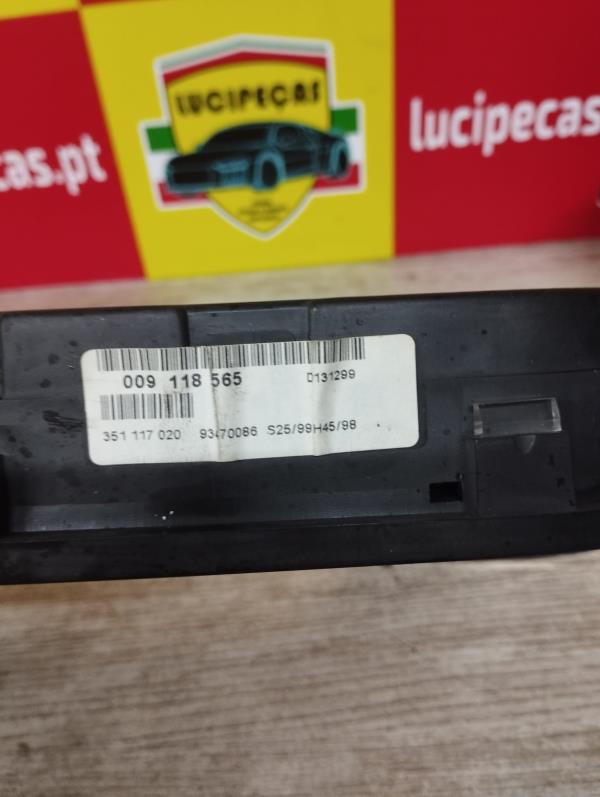 LUCIPEÇAS
cas.pt
lucipecas
009 118 565 D131299
351 117 020 93470086 S25/99H45/98